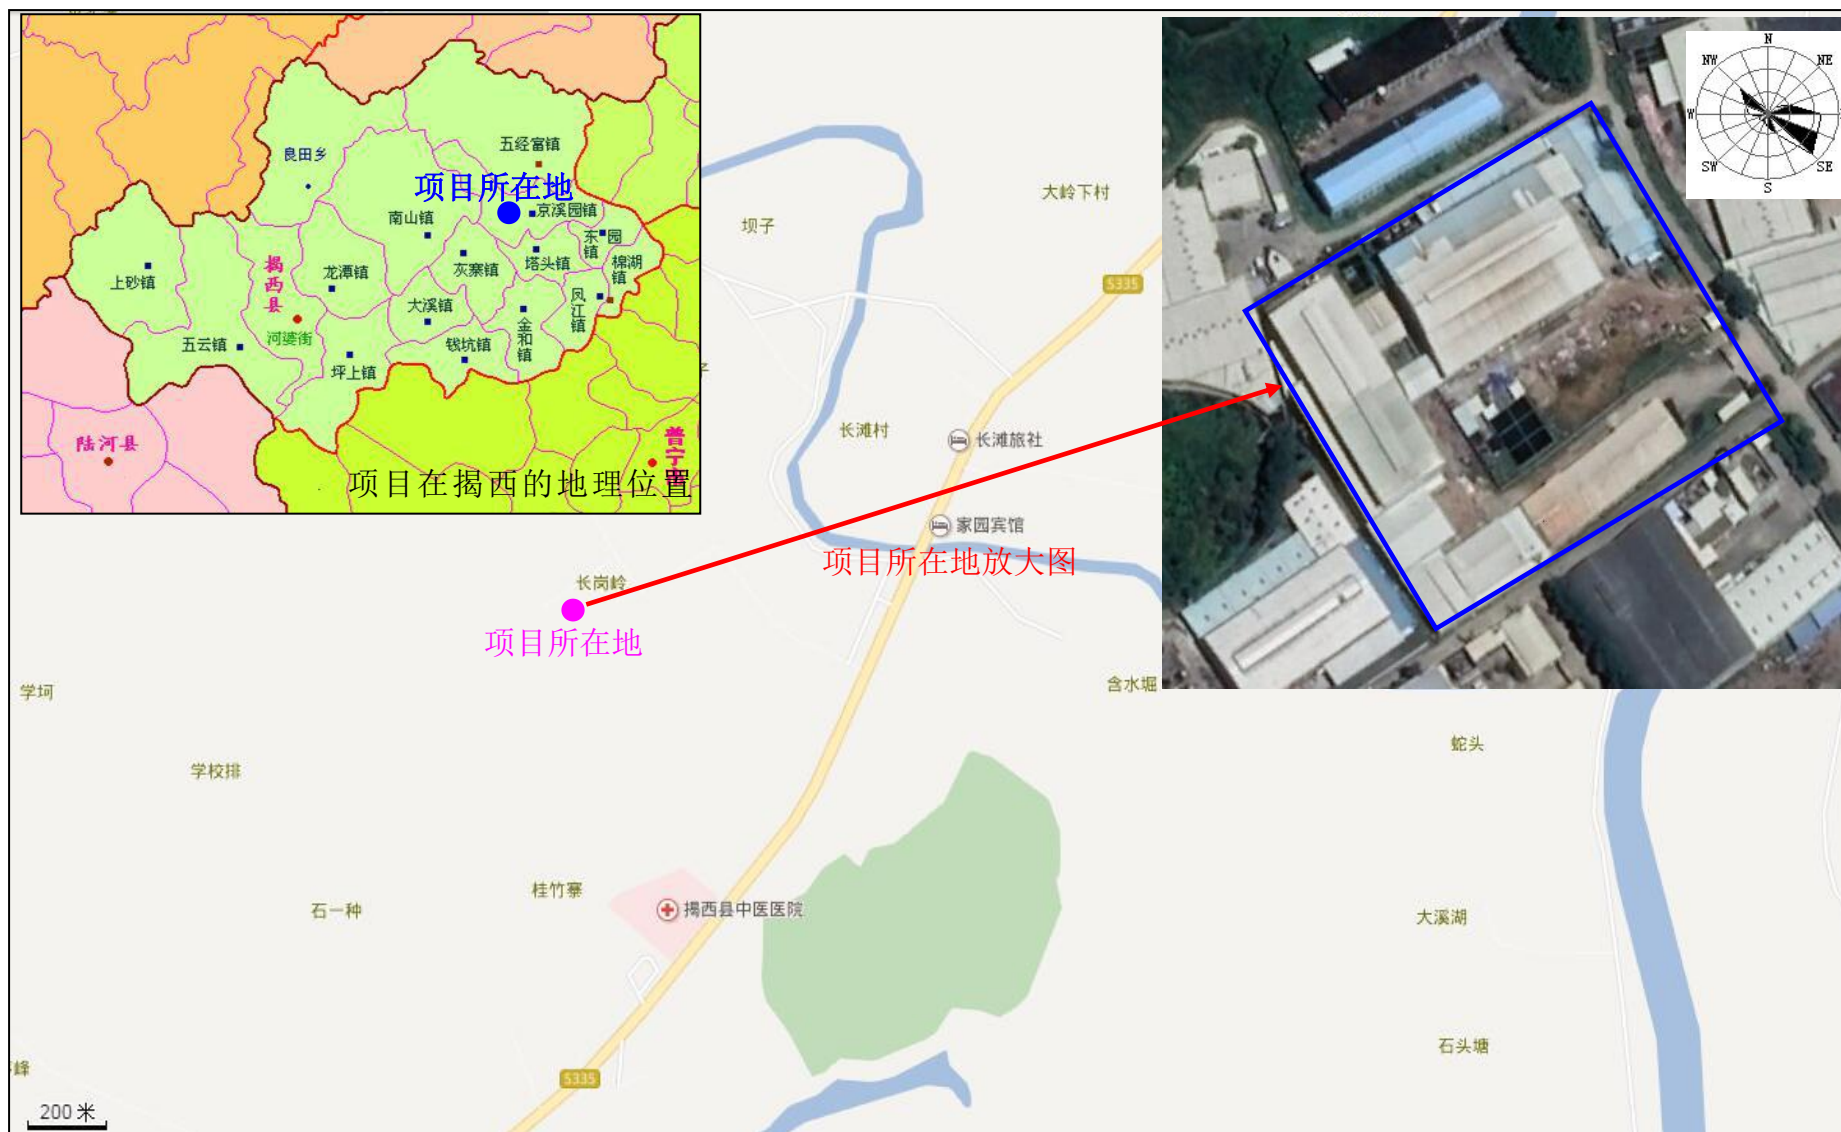 五经富镇
良田乡
项目所在地
京溪园镇
南山镇
东园镇
揭西县
灰寨镇
塔头镇
棉湖镇
上砂镇
龙潭镇
大溪镇
凤江镇
金和镇
五云镇
河婆街
钱坑镇
坪上镇
陆河县
普宁
项目在揭西的地理位置
N
NW
NE
W
SW
SE
S
大岭下村
坝子
S335
长滩村
长滩旅社
家园宾馆
项目所在地放大图
长岗岭
项目所在地
学坷
含水堀
蛇头
学校排
桂竹寨
石一种
揭西县中医医院
大溪湖
石头塘
峰
S335
200 米